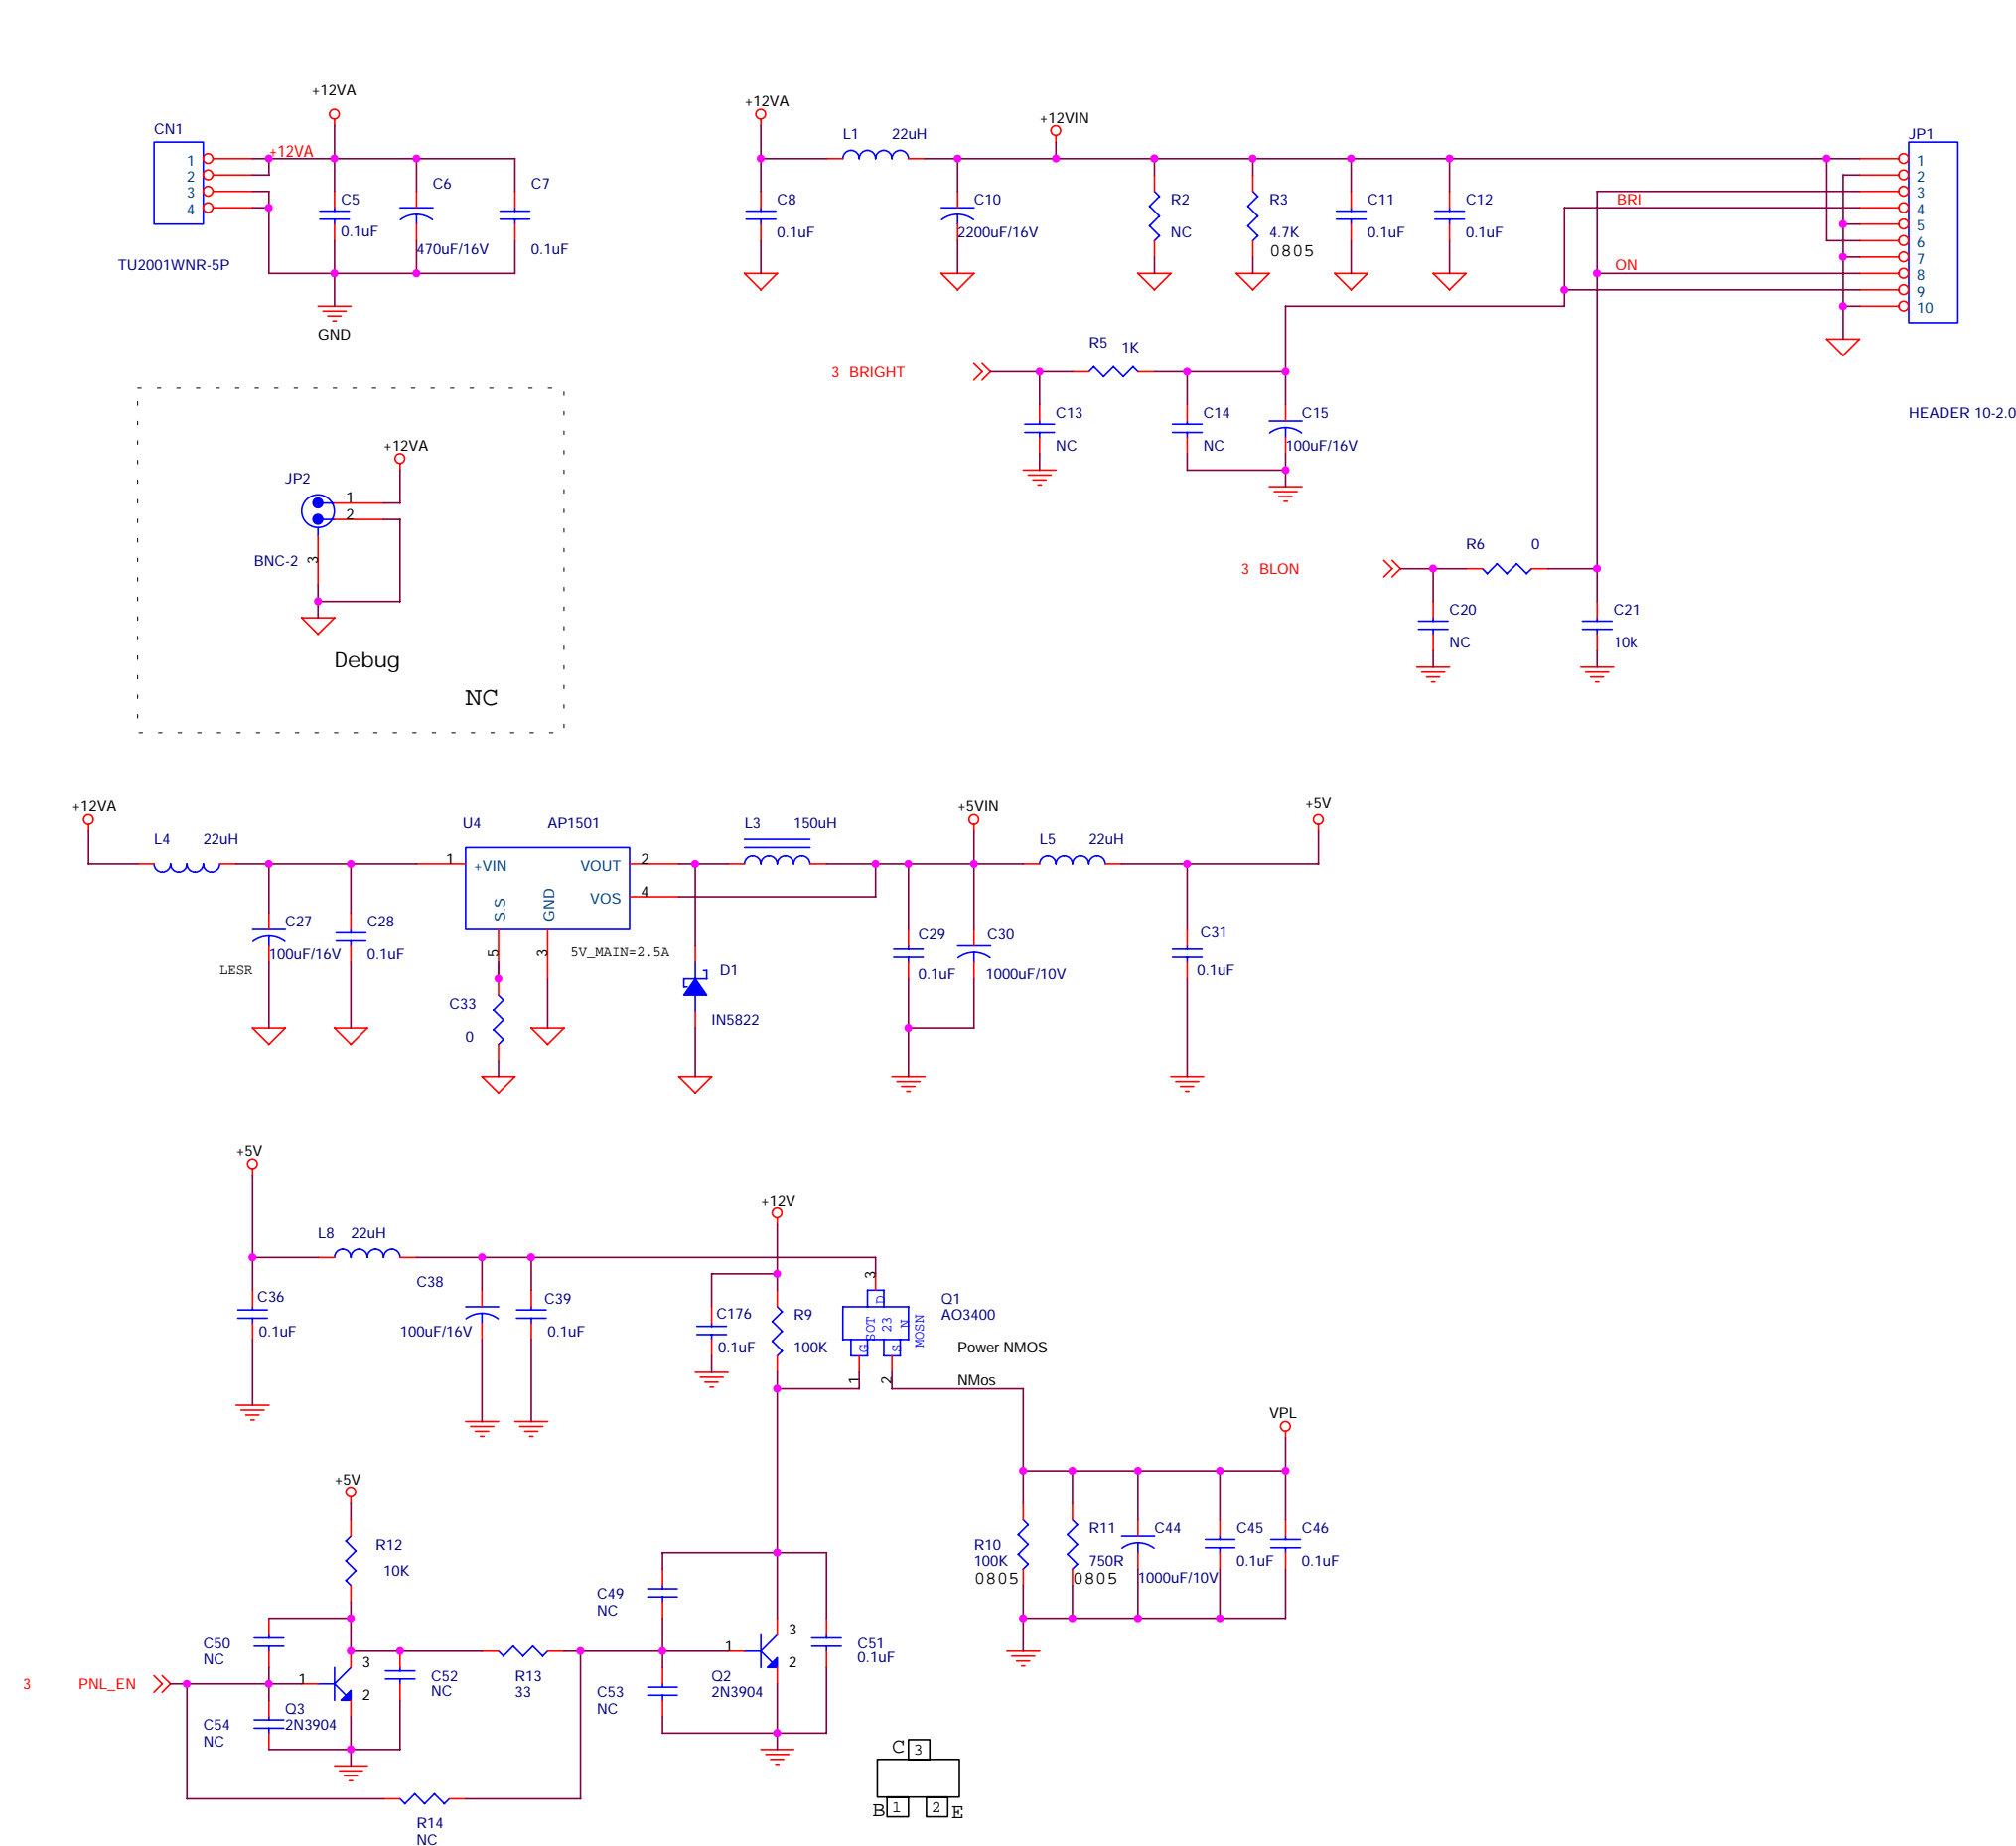 +12VA
CN1
+12VA
1
2
3
4
C5
0.1uF
C6
470uF/16V
C7
0.1uF
TU2001WNR-5P
GND
+12VA
L1 22uH
+12VIN
C8
0.1uF
C10
2200uF/16V
R2
NC
R3
4.7K
0805
C11
0.1uF
C12
0.1uF
JP1
1
2
3
4
5
6
7
8
9
10
BRI
ON
HEADER 10-2.0
3 BRIGHT
R5 1K
C13
NC
C14
NC
C15
100uF/16V
3 BLON
R6 0
C20
NC
C21
10k
+12VA
JP2
1
2
3
BNC-2
Debug
NC
+12VA
L4 22uH
C27
100uF/16V
LESR
C28
0.1uF
U4 AP1501
1
+VIN
VOUT
2
VOS
4
S.S
GND
5
3
5V_MAIN=2.5A
C33
0
L3 150uH
D1
IN5822
+5VIN
C29
0.1uF
C30
1000uF/10V
L5 22uH
+5V
C31
0.1uF
+5V
L8 22uH
C36
0.1uF
C38
100uF/16V
C39
0.1uF
+12V
C176
0.1uF
R9
100K
3
D
SOT
23
N
MOSN
G
S
1
2
Q1
AO3400
Power NMOS
NMos
VPL
R10
100K
0805
R11
750R
0805
C44
1000uF/10V
C45
0.1uF
C46
0.1uF
+5V
R12
10K
C50
NC
3 PNL_EN
1
3
2
Q3
2N3904
C54
NC
C52
NC
R13
33
R14
NC
C49
NC
C53
NC
1
3
2
Q2
2N3904
C51
0.1uF
C 3
B 1 2 E